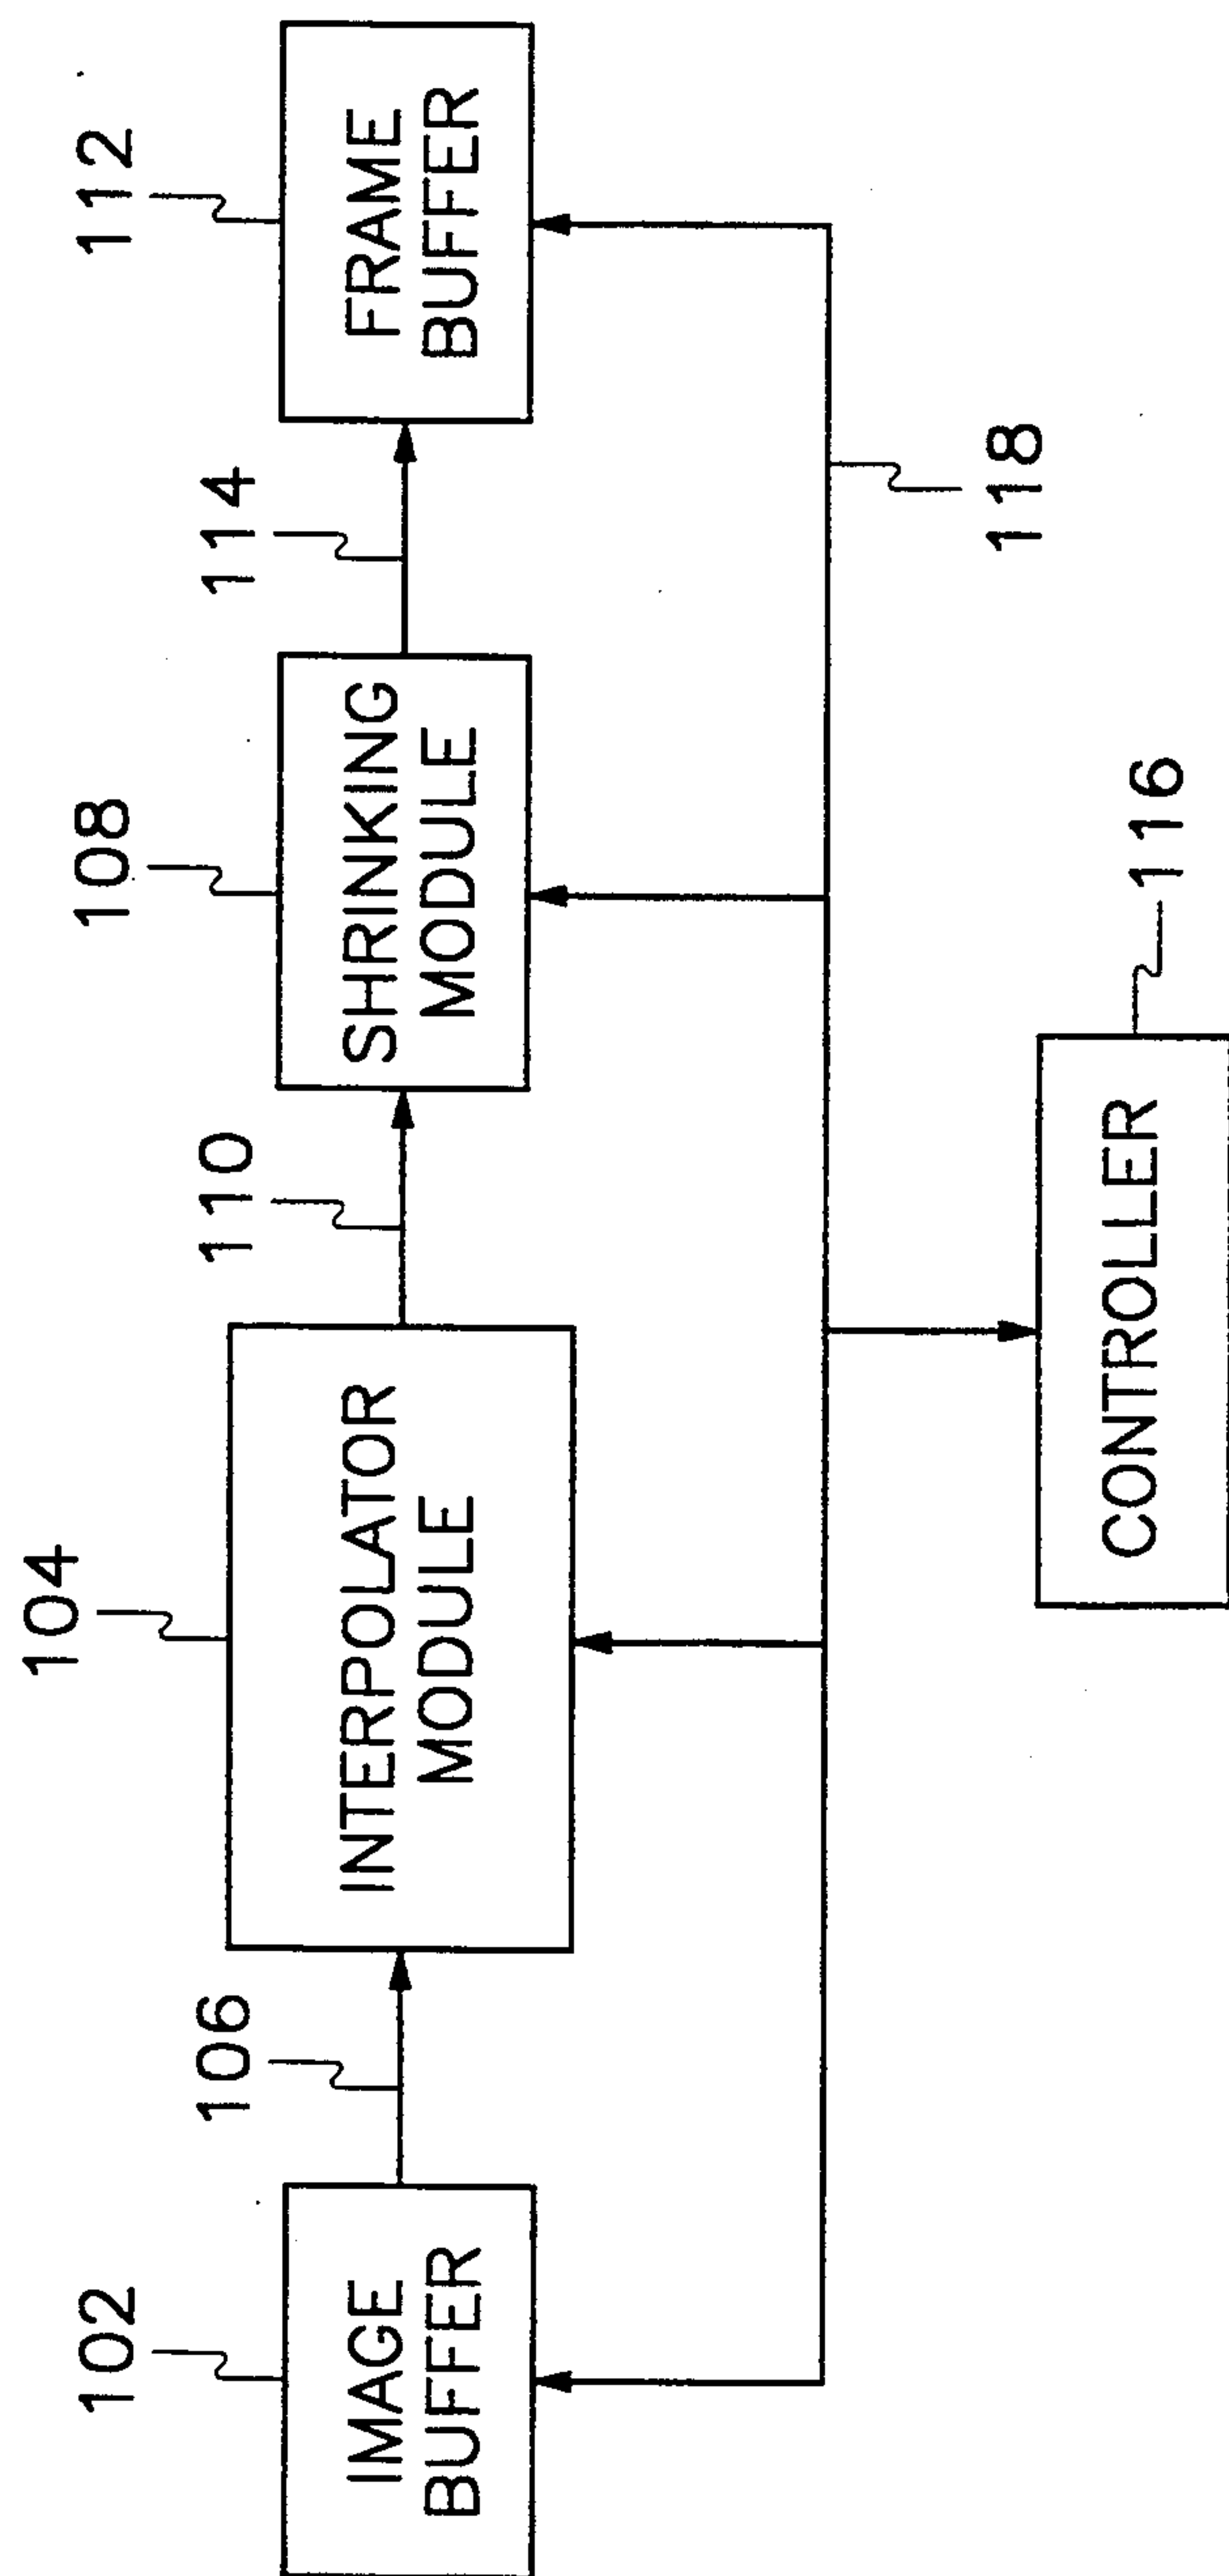 102
IMAGE
BUFFER
106
104
INTERPOLATOR
MODULE
110
108
SHRINKING
MODULE
114
112
FRAME
BUFFER
118
CONTROLLER
116